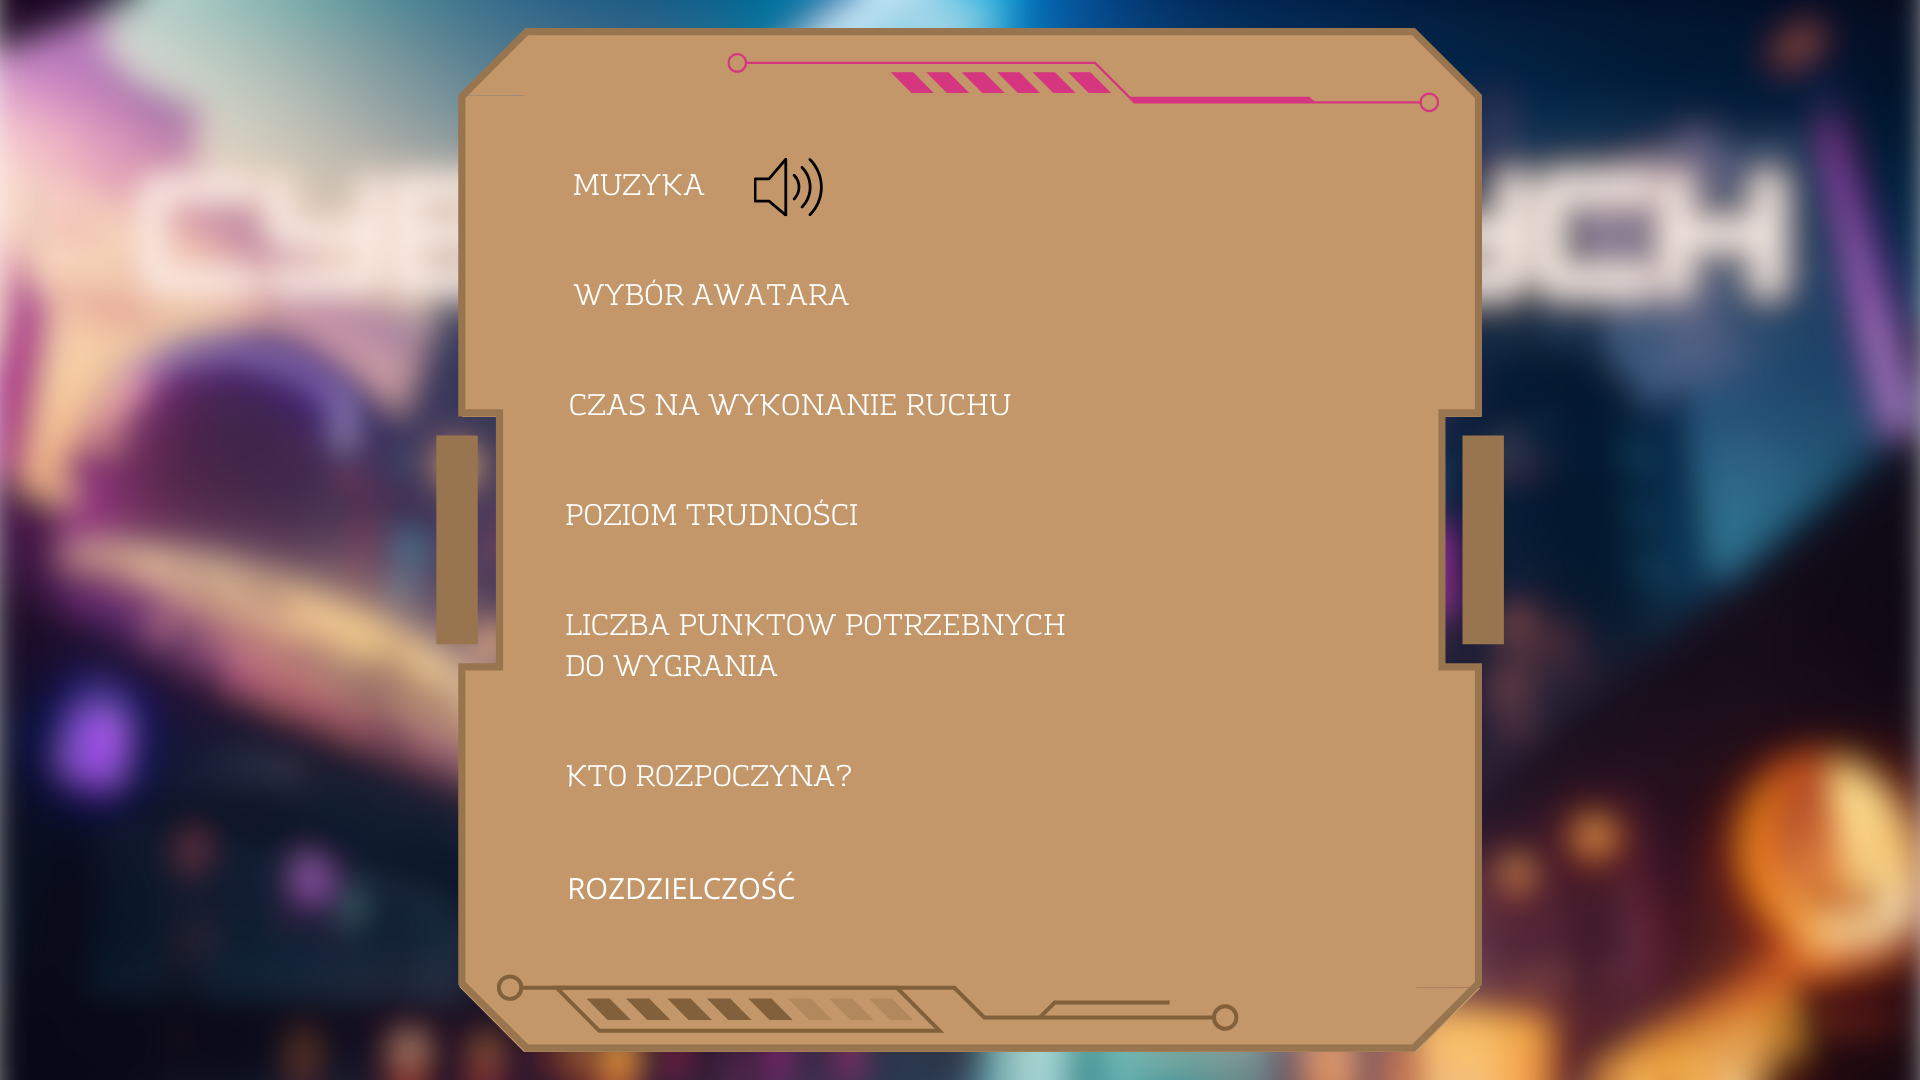 MUZYKA
WYBÓR AWATARA
CZAS NA WYKONANIE RUCHU
POZIOM TRUDNOŚCI
LICZBA PUNKTOW POTRZEBNYCH
DO WYGRANIA
KTO ROZPOCZYNA?
ROZDZIELCZOŚĆ